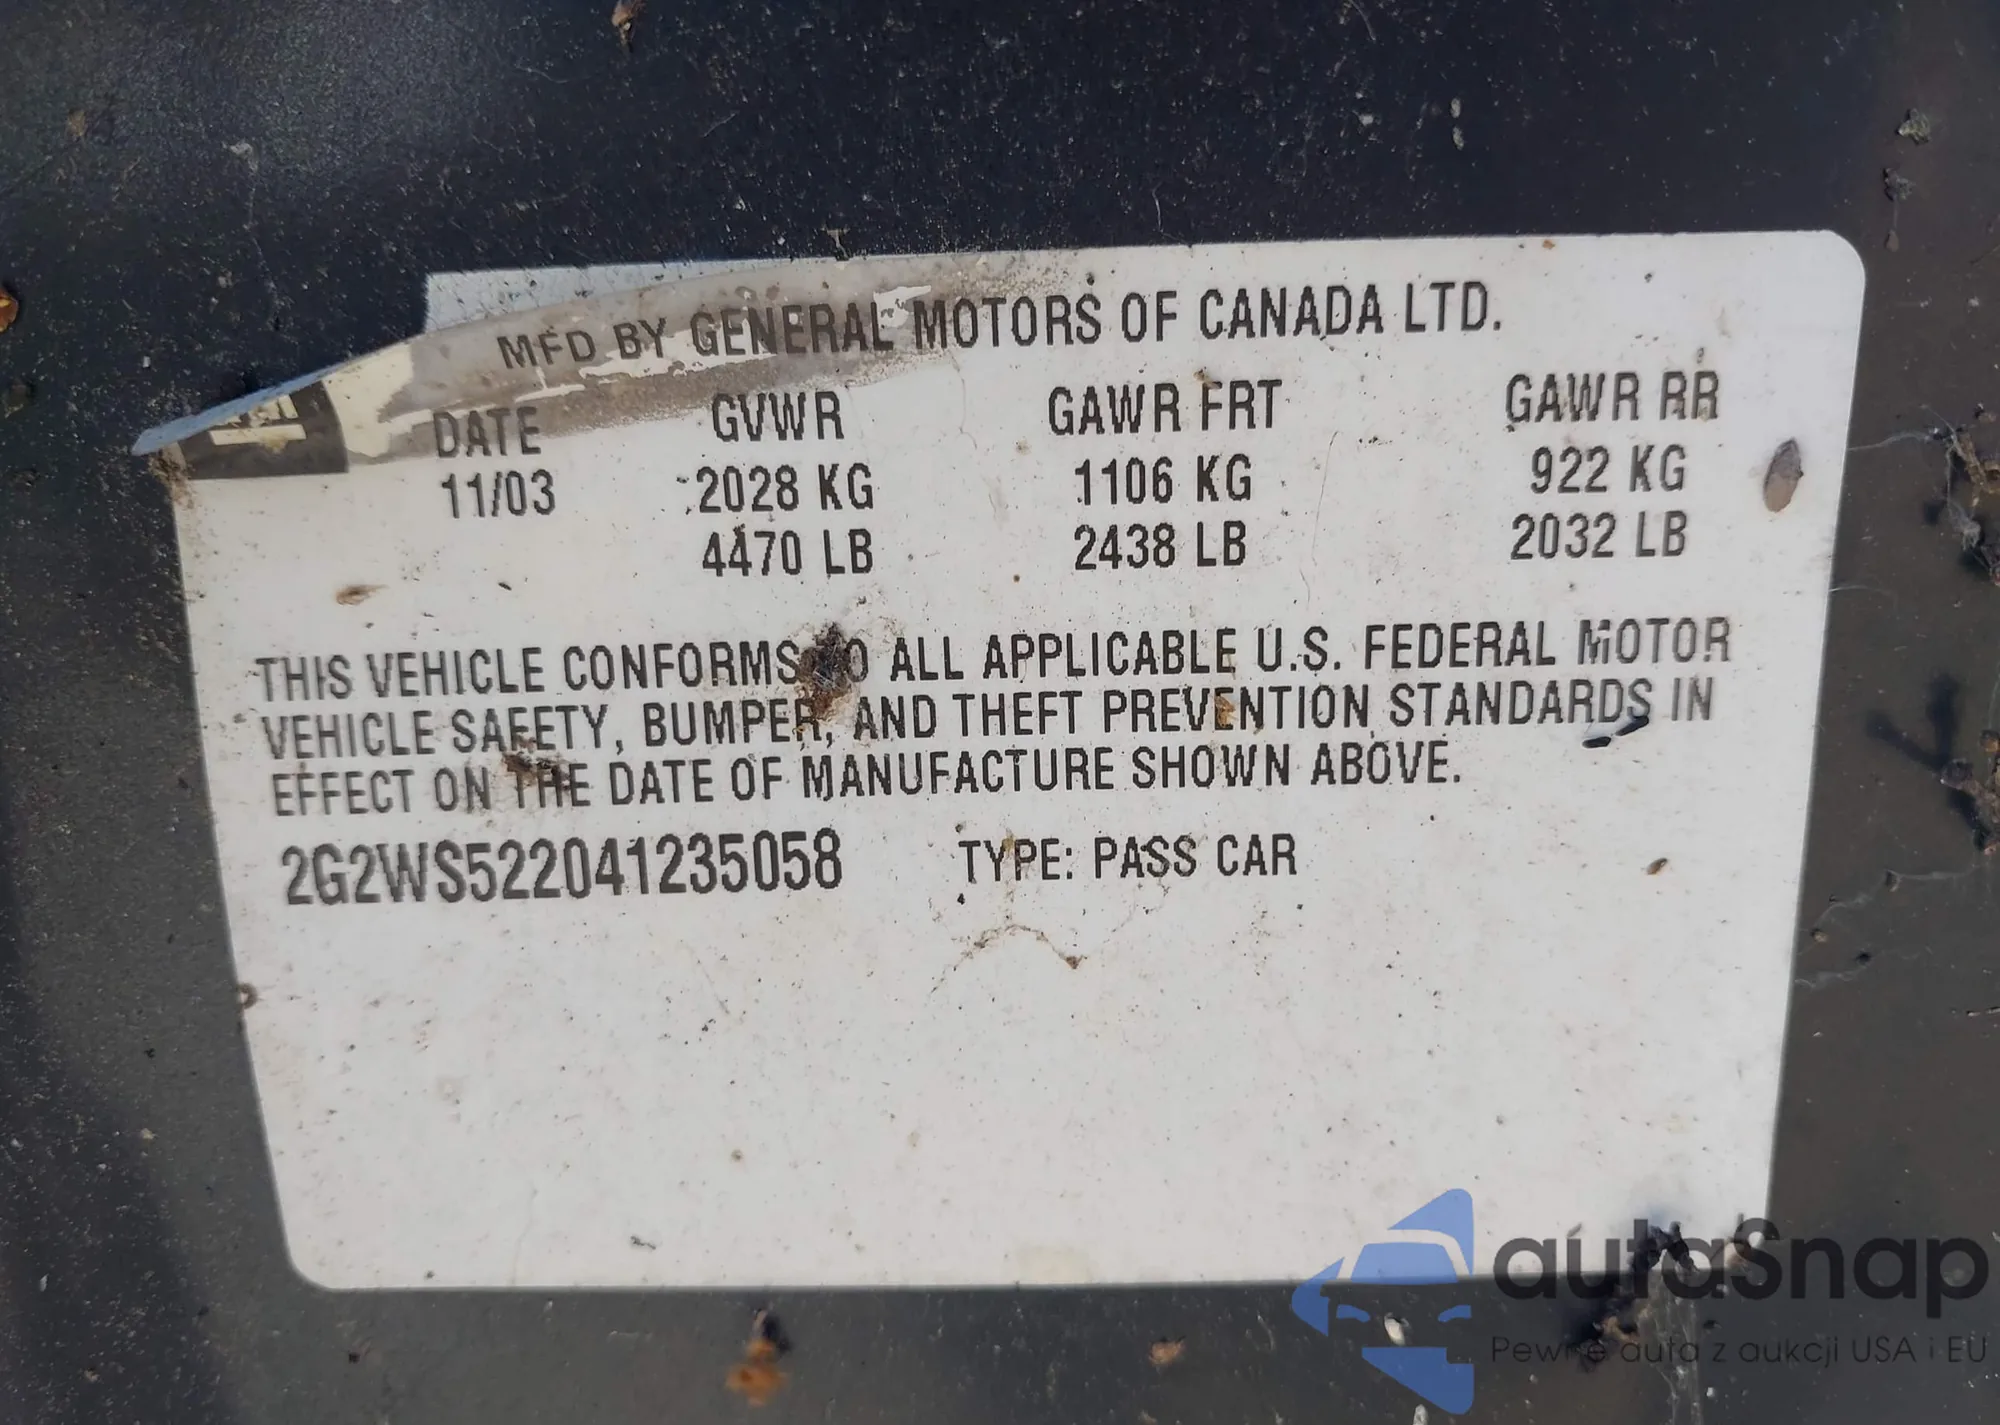 MFD BY GENERAL MOTORS OF CANADA LTD.
DATE GVWR GAWR FRT GAWR RR
11/03 2028 KG 1106 KG 922 KG
4470 LB 2438 LB 2032 LB
THIS VEHICLE CONFORMS TO ALL APPLICABLE U.S. FEDERAL MOTOR
VEHICLE SAFETY, BUMPER, AND THEFT PREVENTION STANDARDS IN
EFFECT ON THE DATE OF MANUFACTURE SHOWN ABOVE.
2G2WS522041235058 TYPE: PASS CAR
autaSnap
Pewne auta z aukcji USA i EU